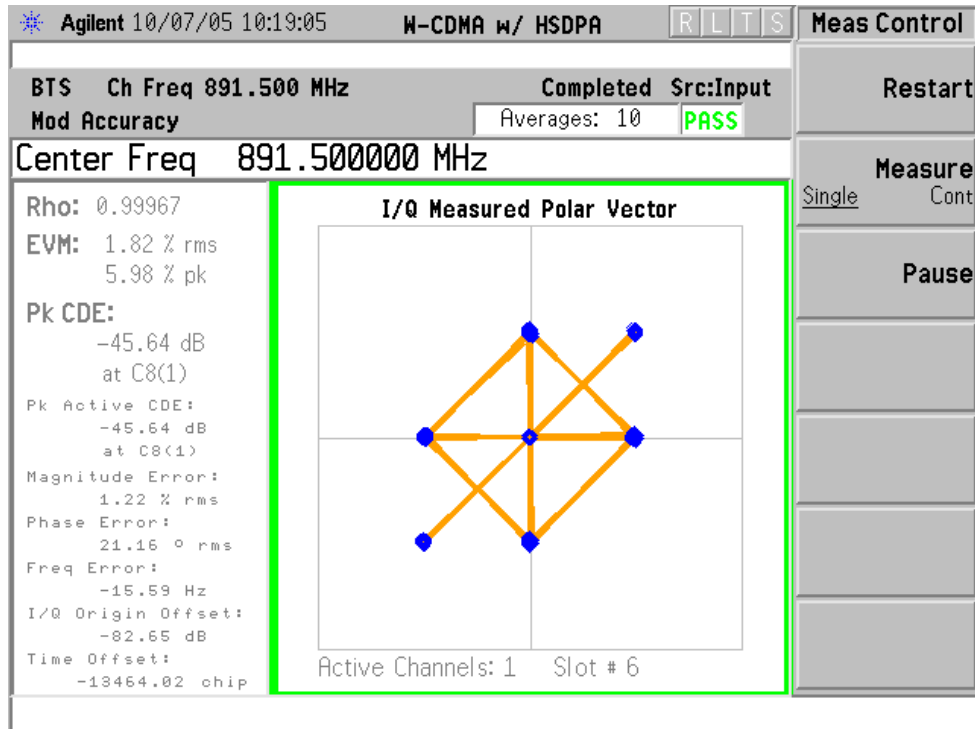 Agilent 10/07/05 10:19:05 W-CDMA w/ HSDPA R L T S Meas Control
BTS Ch Freq 891.500 MHz Completed Src:Input
Mod Accuracy Averages: 10 PASS
Center Freq 891.500000 MHz
Restart
Measure
Single Cont
Pause
Rho: 0.99967
EVM: 1.82 % rms
5.98 % pk
Pk CDE:
-45.64 dB
at C8(1)
Pk Active CDE:
-45.64 dB
at C8(1)
Magnitude Error:
1.22 % rms
Phase Error:
21.16 º rms
Freq Error:
-15.59 Hz
I/Q Origin Offset:
-82.65 dB
Time Offset:
-13464.02 chip
I/Q Measured Polar Vector
Active Channels: 1 Slot # 6